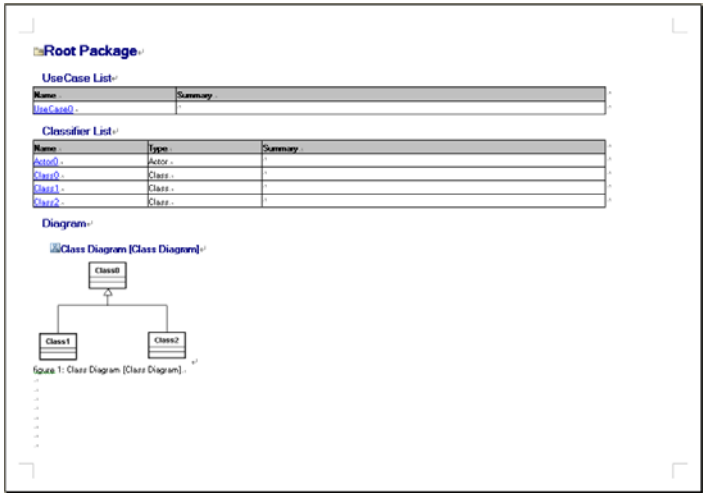 Root Package
UseCase List
Name Summary
UseCase0
Classifier List
Name Type Summary
Actor0 Actor
Class0 Class
Class1 Class
Class2 Class
Diagram
Class Diagram [Class Diagram]
Class0
Class1 Class2
figure 1: Class Diagram [Class Diagram]